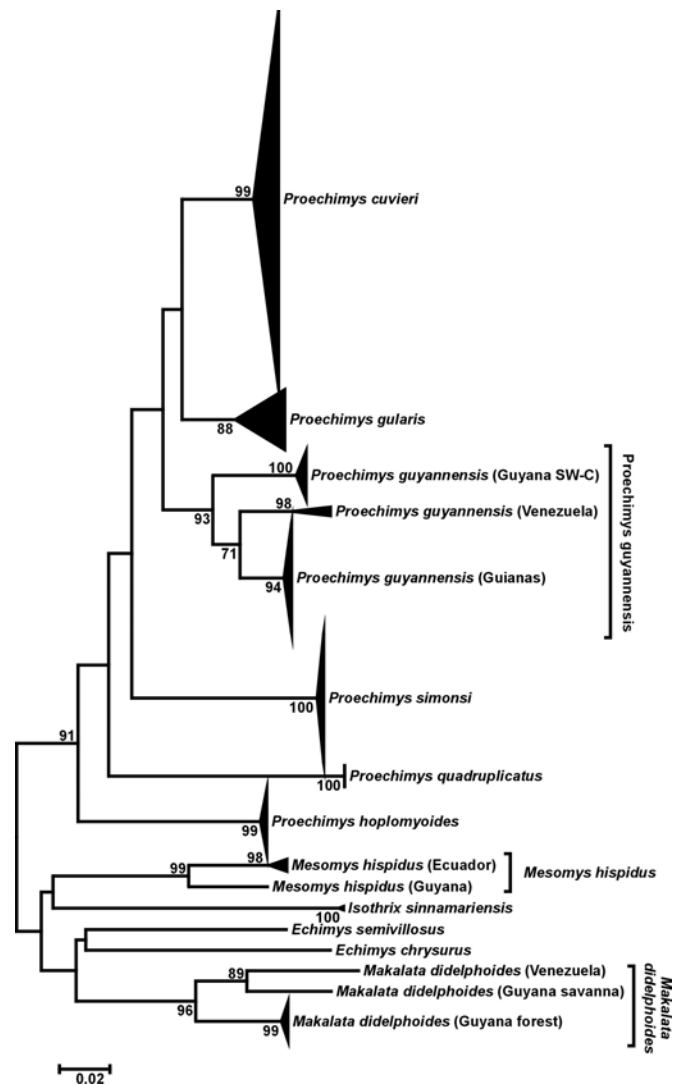 99
Proechimys cuvieri
88
Proechimys gularis
100
Proechimys guyannensis (Guyana SW-C)
93
98
Proechimys guyannensis (Venezuela)
71
94
Proechimys guyannensis (Guianas)
Proechimys guyannensis
100
Proechimys simonsi
91
100
Proechimys quadruplicatus
99
Proechimys hoplomyoides
98
Mesomys hispidus (Ecuador)
99
Mesomys hispidus (Guyana)
Mesomys hispidus
100
Isothrix sinnamariensis
Echimys semivillosus
Echimys chrysurus
89
Makalata didelphoides (Venezuela)
Makalata didelphoides (Guyana savanna)
96
99
Makalata didelphoides (Guyana forest)
Makalata
didelphoides
0.02